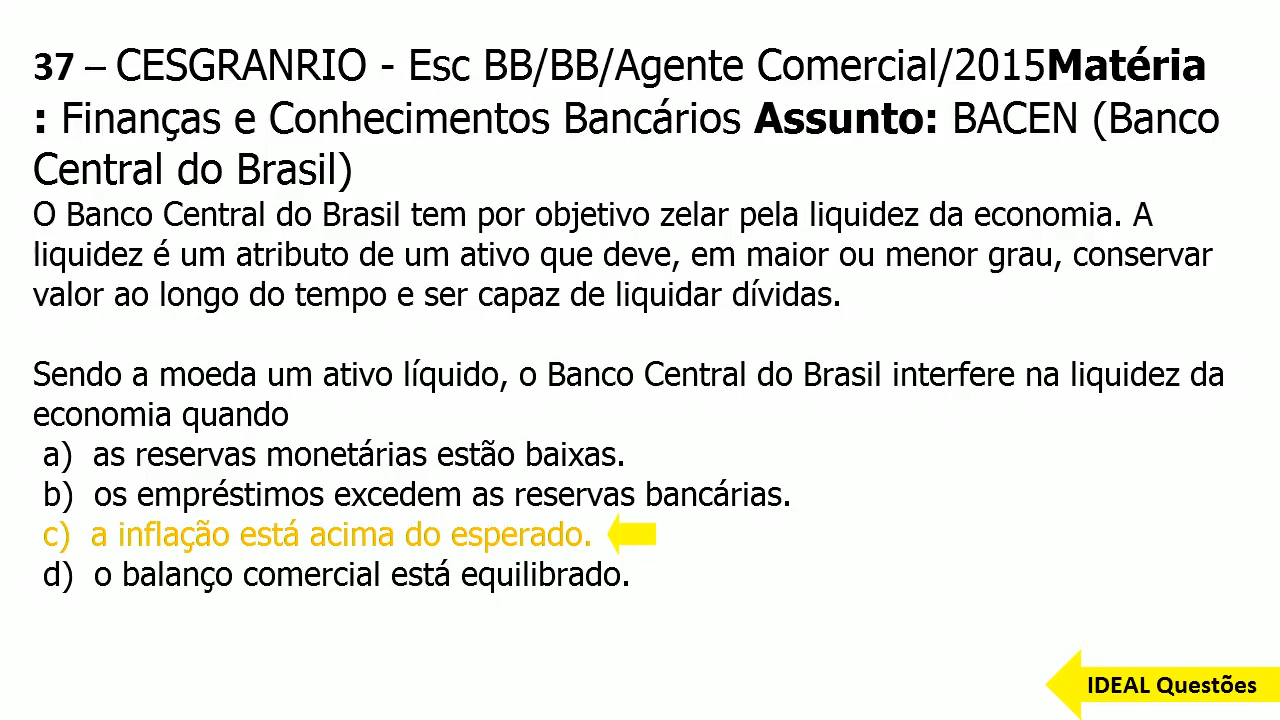 37 – CESGRANRIO - Esc BB/BB/Agente Comercial/2015Matéria
: Finanças e Conhecimentos Bancários Assunto: BACEN (Banco
Central do Brasil)
O Banco Central do Brasil tem por objetivo zelar pela liquidez da economia. A
liquidez é um atributo de um ativo que deve, em maior ou menor grau, conservar
valor ao longo do tempo e ser capaz de liquidar dívidas.
Sendo a moeda um ativo líquido, o Banco Central do Brasil interfere na liquidez da
economia quando
a) as reservas monetárias estão baixas.
b) os empréstimos excedem as reservas bancárias.
c) a inflação está acima do esperado.
d) o balanço comercial está equilibrado.
IDEAL Questões